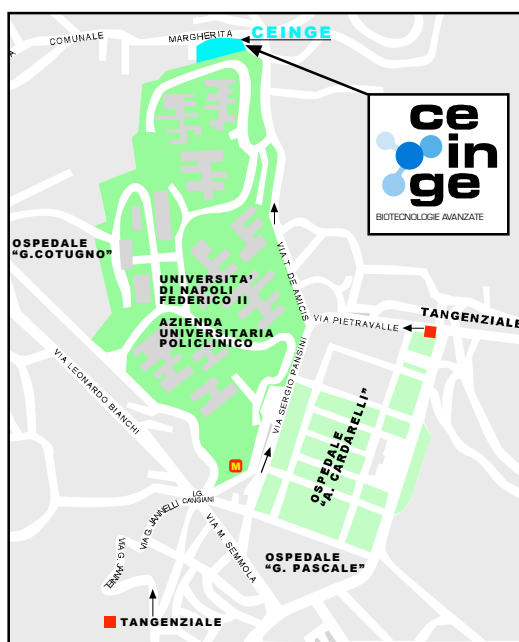 COMUNALE
MARGHERITA
CEINGE
ce
in
ge
BIOTECNOLOGIE AVANZATE
OSPEDALE
“G.COTUGNO”
UNIVERSITA’
DI NAPOLI
FEDERICO II
AZIENDA
UNIVERSITARIA
POLICLINICO
VIA T. DE AMICIS
TANGENZIALE
VIA PIETRAVALLE
VIA LEONARDO BIANCHI
VIA SERGIO PANSINI
OSPEDALE
“A. CARDARELLI”
M
LG.
CANGIANI
VIA G. JANNELLI
VIA G. JANNEL
VIA M. SEMMOLA
OSPEDALE
“G. PASCALE”
TANGENZIALE